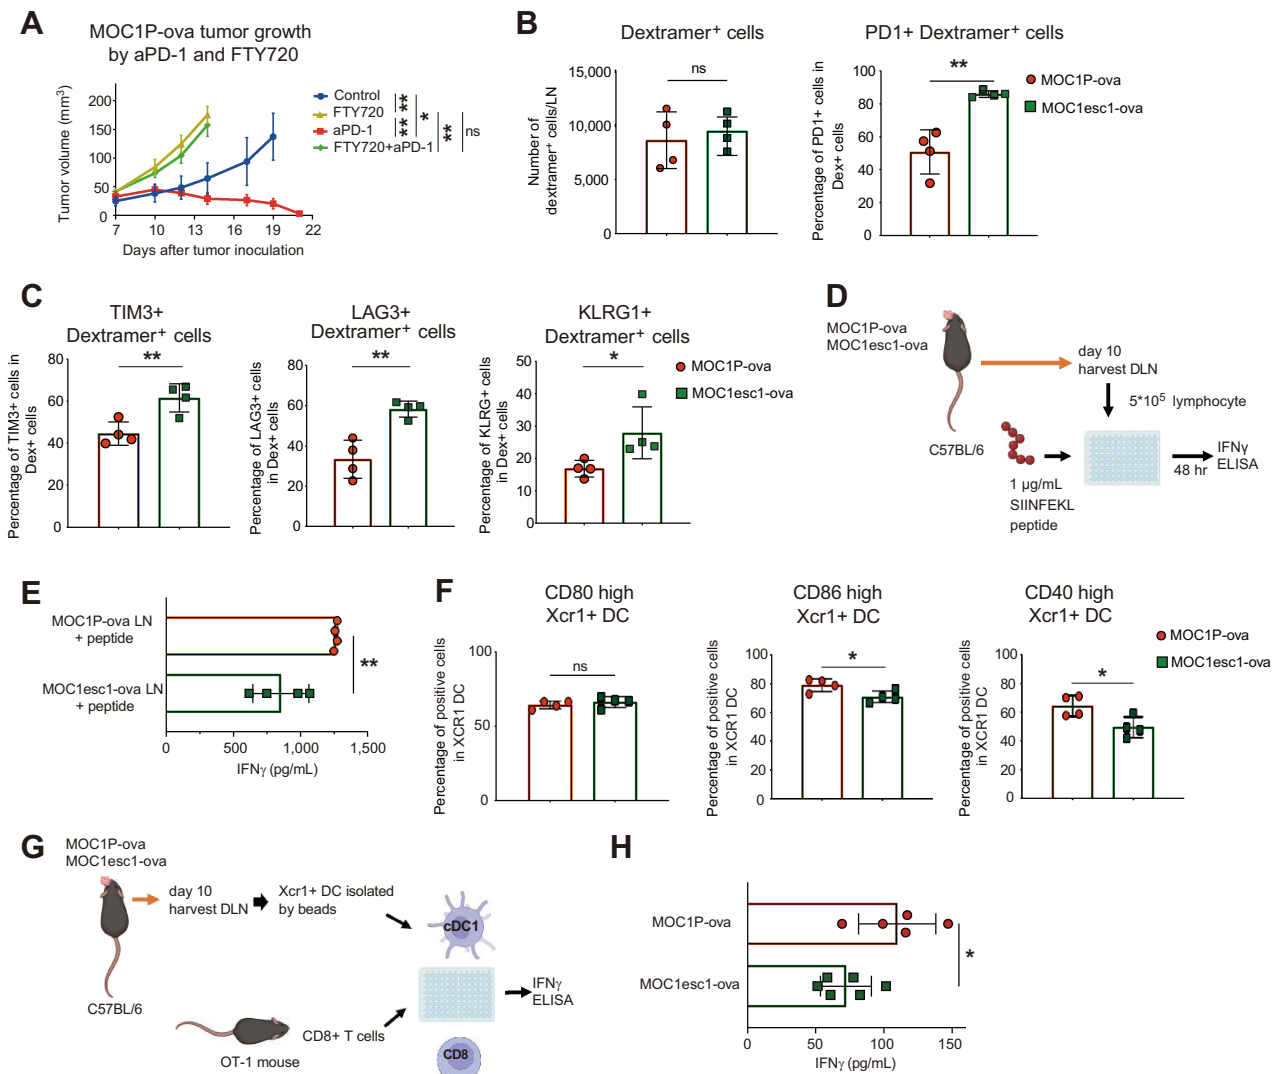 A
MOC1P-ova tumor growth
by aPD-1 and FTY720
Tumor volume (mm³)
200
150
100
50
0
7
10
13
16
19
22
Days after tumor inoculation
Control
FTY720
aPD-1
FTY720+aPD-1
**
**
**
**
*
**
ns
B
Dextramer⁺ cells
Number of
dextramer⁺ cells/LN
15,000
10,000
5,000
0
ns
PD1+ Dextramer⁺ cells
Percentage of PD1+ cells in
Dex+ cells
100
80
60
40
20
0
**
MOC1P-ova
MOC1esc1-ova
C
TIM3+
Dextramer⁺ cells
Percentage of TIM3+ cells in
Dex+ cells
80
60
40
20
0
**
LAG3+
Dextramer⁺ cells
Percentage of LAG3+ cells
in Dex+ cells
80
60
40
20
0
**
KLRG1+
Dextramer⁺ cells
Percentage of KLRG+ cells
in Dex+ cells
50
40
30
20
10
0
*
MOC1P-ova
MOC1esc1-ova
D
MOC1P-ova
MOC1esc1-ova
C57BL/6
day 10
harvest DLN
5*10⁵ lymphocyte
1 µg/mL
SIINFEKL
peptide
48 hr
IFNγ
ELISA
E
MOC1P-ova LN
+ peptide
MOC1esc1-ova LN
+ peptide
**
0
500
1,000
1,500
IFNγ (pg/mL)
F
CD80 high
Xcr1+ DC
Percentage of positive cells
in XCR1 DC
100
50
0
ns
CD86 high
Xcr1+ DC
Percentage of positive cells
in XCR1 DC
100
80
60
40
20
0
*
CD40 high
Xcr1+ DC
Percentage of positive cells
in XCR1 DC
100
80
60
40
20
0
*
MOC1P-ova
MOC1esc1-ova
G
MOC1P-ova
MOC1esc1-ova
C57BL/6
day 10
harvest DLN
Xcr1+ DC isolated
by beads
cDC1
OT-1 mouse
CD8+ T cells
CD8
IFNγ
ELISA
H
MOC1P-ova
MOC1esc1-ova
*
0
50
100
150
IFNγ (pg/mL)